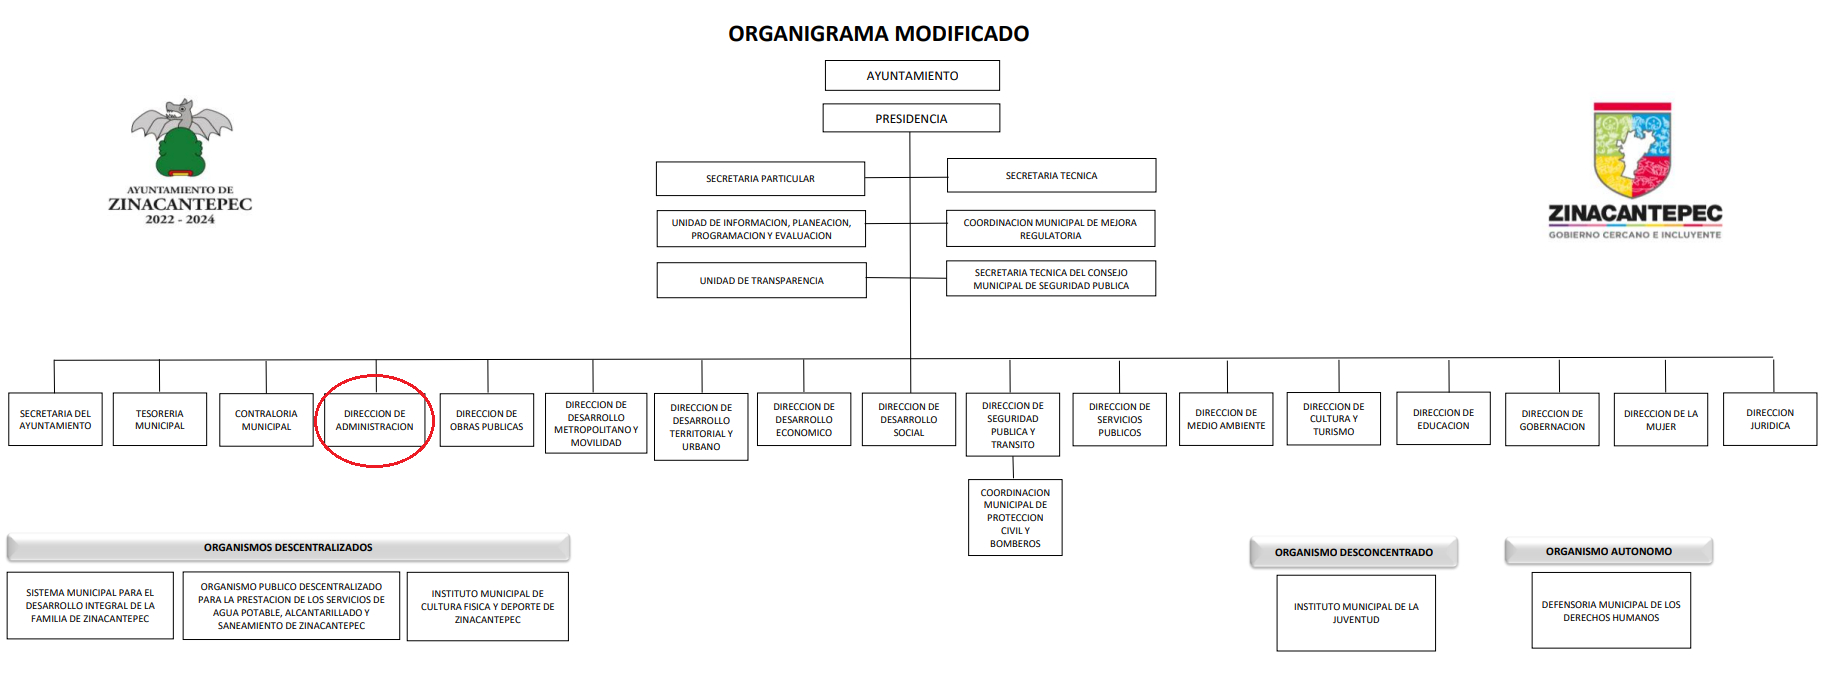 ORGANIGRAMA MODIFICADO
AYUNTAMIENTO
PRESIDENCIA
AYUNTAMIENTO DE
ZINACANTEPEC
2022 - 2024
ZINACANTEPEC
GOBIERNO CERCANO E INCLUYENTE
SECRETARIA PARTICULAR
SECRETARIA TECNICA
UNIDAD DE INFORMACION, PLANEACION,
PROGRAMACION Y EVALUACION
COORDINACION MUNICIPAL DE MEJORA
REGULATORIA
UNIDAD DE TRANSPARENCIA
SECRETARIA TECNICA DEL CONSEJO
MUNICIPAL DE SEGURIDAD PUBLICA
SECRETARIA DEL
AYUNTAMIENTO
TESORERIA
MUNICIPAL
CONTRALORIA
MUNICIPAL
DIRECCION DE
ADMINISTRACION
DIRECCION DE
OBRAS PUBLICAS
DIRECCION DE
DESARROLLO
METROPOLITANO Y
MOVILIDAD
DIRECCION DE
DESARROLLO
TERRITORIAL Y
URBANO
DIRECCION DE
DESARROLLO
ECONOMICO
DIRECCION DE
DESARROLLO
SOCIAL
DIRECCION DE
SEGURIDAD
PUBLICA Y
TRANSITO
DIRECCION DE
SERVICIOS
PUBLICOS
DIRECCION DE
MEDIO AMBIENTE
DIRECCION DE
CULTURA Y
TURISMO
DIRECCION DE
EDUCACION
DIRECCION DE
GOBERNACION
DIRECCION DE LA
MUJER
DIRECCION
JURIDICA
COORDINACION
MUNICIPAL DE
PROTECCION
CIVIL Y
BOMBEROS
ORGANISMOS DESCENTRALIZADOS
SISTEMA MUNICIPAL PARA EL
DESARROLLO INTEGRAL DE LA
FAMILIA DE ZINACANTEPEC
ORGANISMO PUBLICO DESCENTRALIZADO
PARA LA PRESTACION DE LOS SERVICIOS DE
AGUA POTABLE, ALCANTARILLADO Y
SANEAMIENTO DE ZINACANTEPEC
INSTITUTO MUNICIPAL DE
CULTURA FISICA Y DEPORTE DE
ZINACANTEPEC
ORGANISMO DESCONCENTRADO
INSTITUTO MUNICIPAL DE LA
JUVENTUD
ORGANISMO AUTONOMO
DEFENSORIA MUNICIPAL DE LOS
DERECHOS HUMANOS